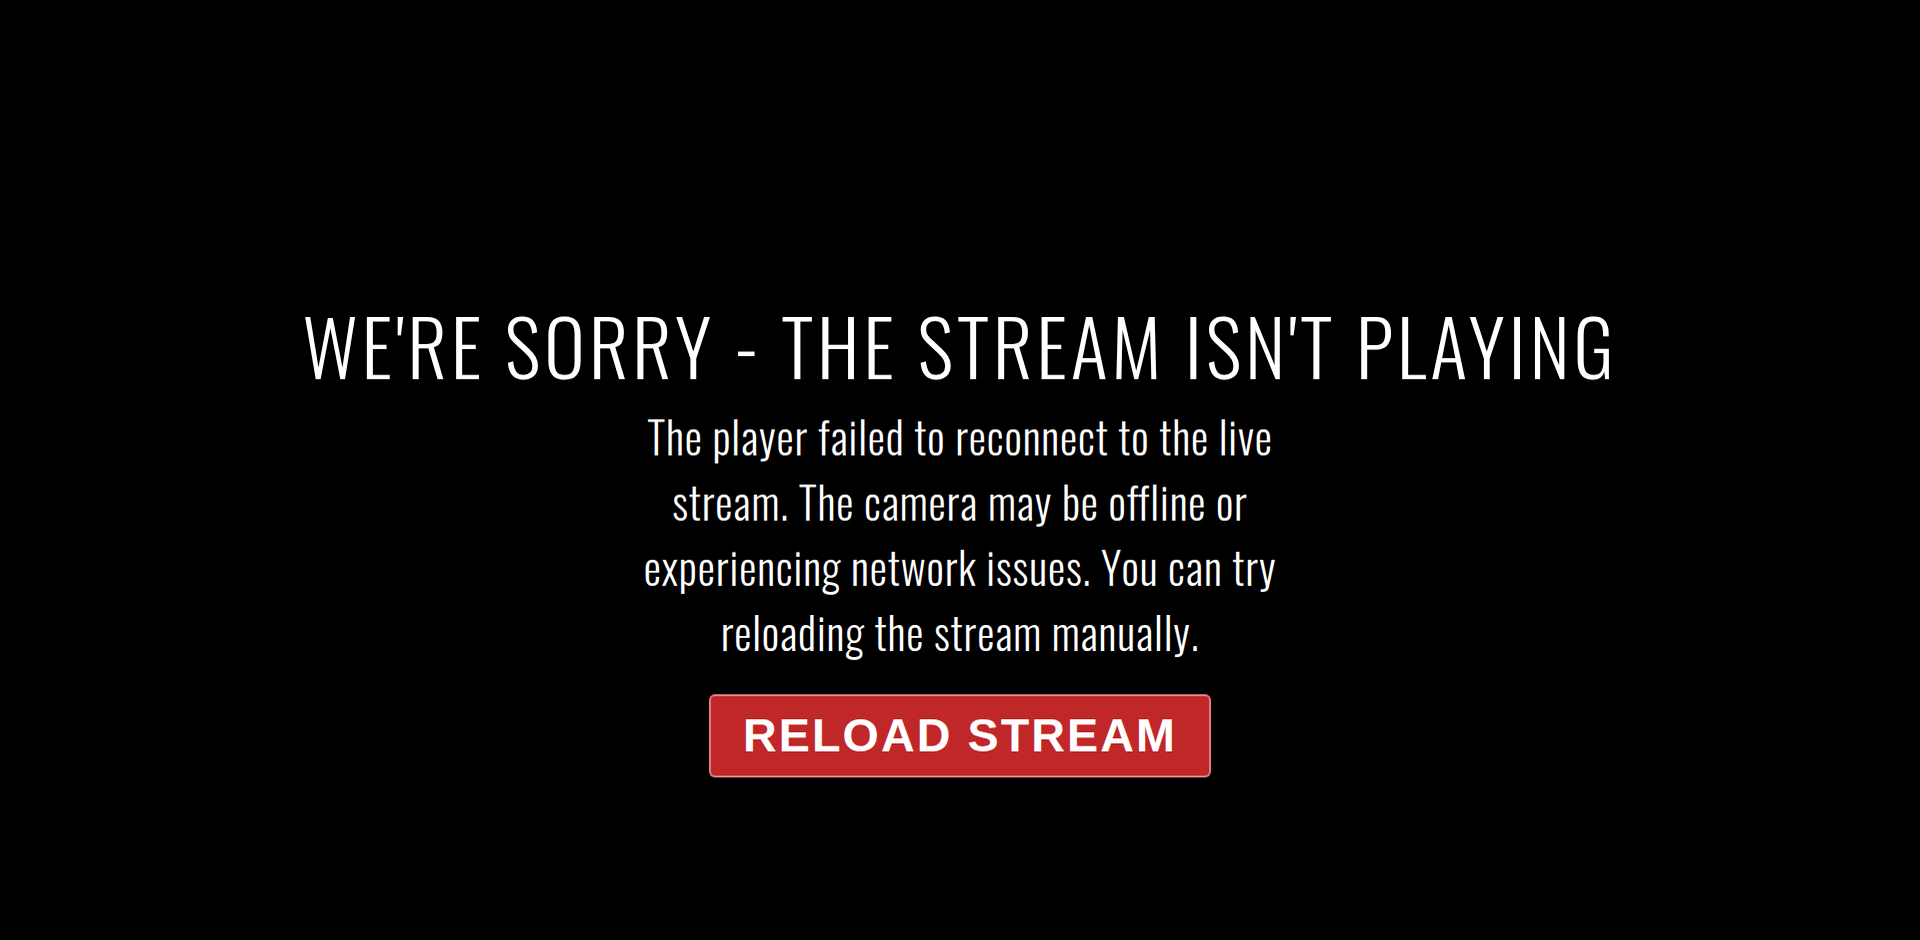 WE'RE SORRY - THE STREAM ISN'T PLAYING
The player failed to reconnect to the live
stream. The camera may be offline or
experiencing network issues. You can try
reloading the stream manually.
RELOAD STREAM